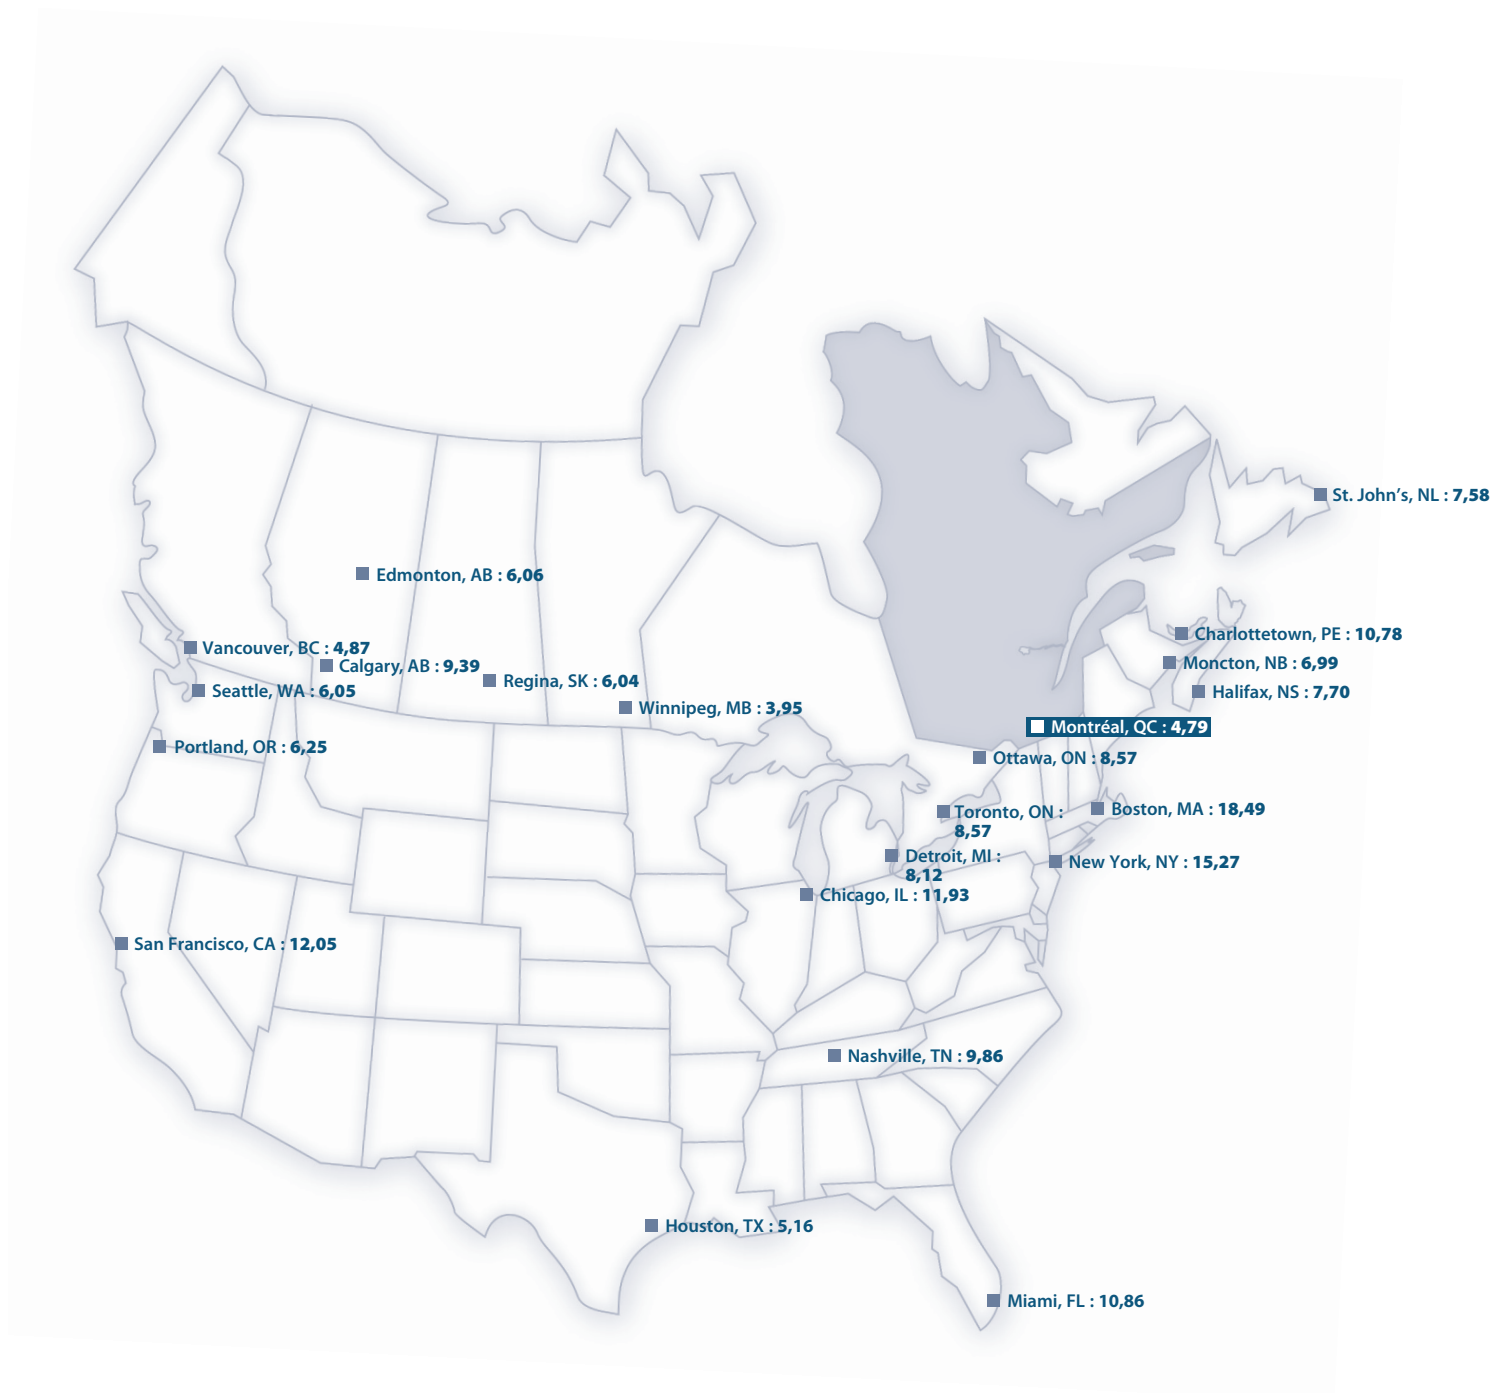 St. John’s, NL : 7,58
Edmonton, AB : 6,06
Charlottetown, PE : 10,78
Vancouver, BC : 4,87
Moncton, NB : 6,99
Calgary, AB : 9,39
Regina, SK : 6,04
Seattle, WA : 6,05
Halifax, NS : 7,70
Winnipeg, MB : 3,95
Montréal, QC : 4,79
Portland, OR : 6,25
Ottawa, ON : 8,57
Boston, MA : 18,49
Toronto, ON :
8,57
Detroit, MI :
8,12
New York, NY : 15,27
Chicago, IL : 11,93
San Francisco, CA : 12,05
Nashville, TN : 9,86
Houston, TX : 5,16
Miami, FL : 10,86